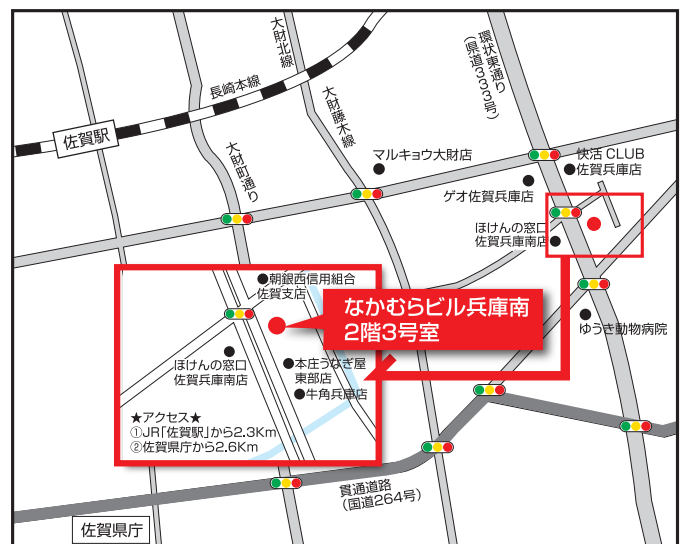 大財北線
環状東通り
（県道333号）
長崎本線
佐賀駅
大財藤木線
大財町通り
マルキョウ大財店
快活 CLUB
佐賀兵庫店
ゲオ佐賀兵庫店
ほけんの窓口
佐賀兵庫南店
朝銀西信用組合
佐賀支店
なかむらビル兵庫南
2階3号室
ゆうき動物病院
ほけんの窓口
佐賀兵庫南店
本庄うなぎ屋
東部店
牛角兵庫店
★アクセス★
①JR「佐賀駅」から2.3Km
②佐賀県庁から2.6Km
貫通道路
（国道264号）
佐賀県庁